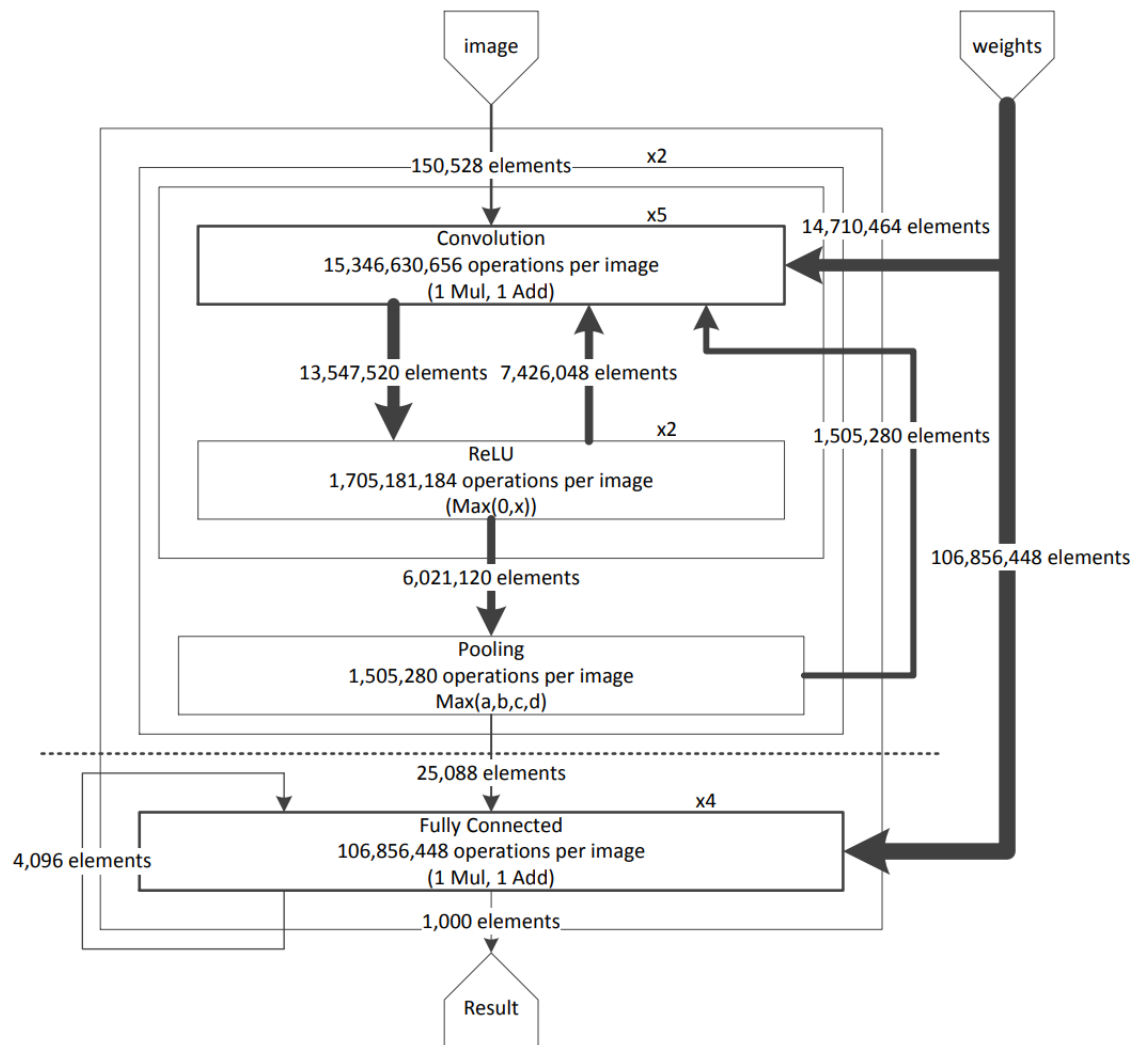 image
weights
150,528 elements
x2
x5
14,710,464 elements
Convolution
15,346,630,656 operations per image
(1 Mul, 1 Add)
13,547,520 elements
7,426,048 elements
1,505,280 elements
x2
ReLU
1,705,181,184 operations per image
(Max(0,x))
106,856,448 elements
6,021,120 elements
Pooling
1,505,280 operations per image
Max(a,b,c,d)
25,088 elements
x4
Fully Connected
106,856,448 operations per image
(1 Mul, 1 Add)
4,096 elements
1,000 elements
Result